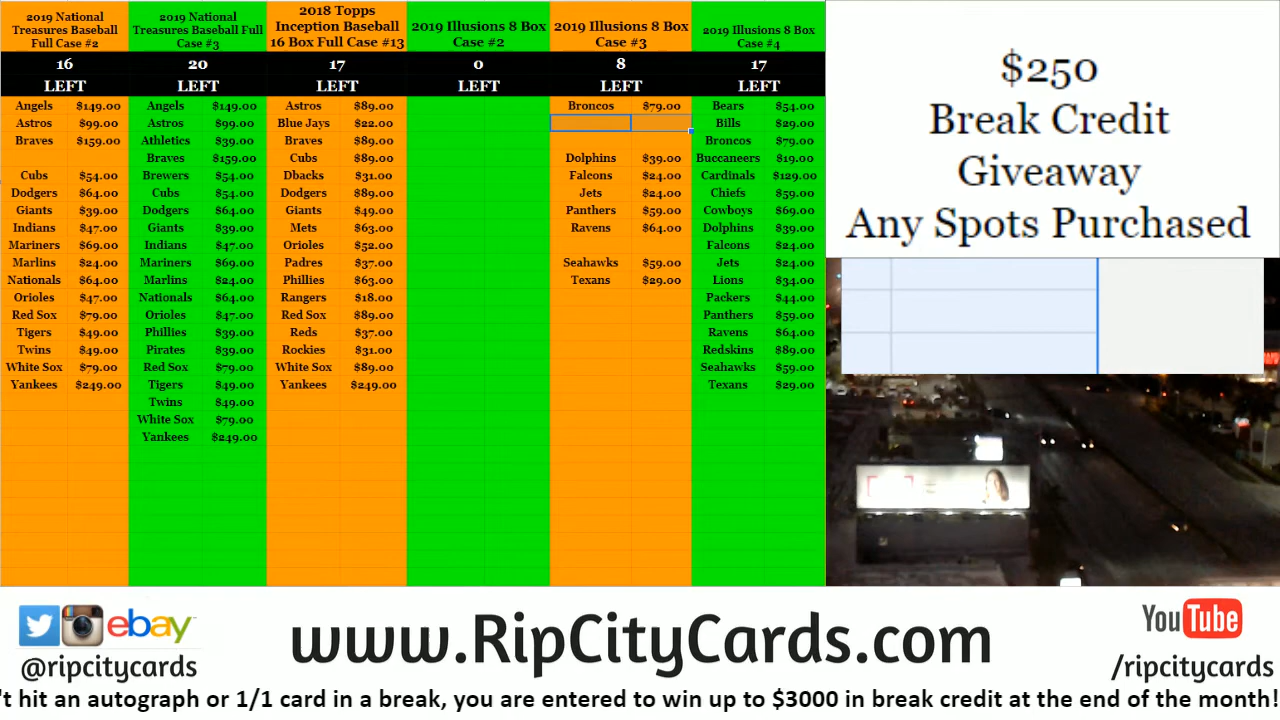 2019 National
Treasures Baseball
Full Case #2
16
LEFT
Angels $149.00
Astros $99.00
Braves $159.00
Cubs $54.00
Dodgers $64.00
Giants $39.00
Indians $47.00
Mariners $69.00
Marlins $24.00
Nationals $64.00
Orioles $47.00
Red Sox $79.00
Tigers $49.00
Twins $49.00
White Sox $79.00
Yankees $249.00
2019 National
Treasures Baseball Full
Case #3
20
LEFT
Angels $149.00
Astros $99.00
Athletics $39.00
Braves $159.00
Brewers $54.00
Cubs $54.00
Dodgers $64.00
Giants $39.00
Indians $47.00
Mariners $69.00
Marlins $24.00
Nationals $64.00
Orioles $47.00
Phillies $39.00
Pirates $39.00
Red Sox $79.00
Tigers $49.00
Twins $49.00
White Sox $79.00
Yankees $249.00
2018 Topps
Inception Baseball
16 Box Full Case #13
17
LEFT
Astros $89.00
Blue Jays $22.00
Braves $89.00
Cubs $89.00
Dbacks $31.00
Dodgers $89.00
Giants $49.00
Mets $63.00
Orioles $52.00
Padres $37.00
Phillies $63.00
Rangers $18.00
Red Sox $89.00
Reds $37.00
Rockies $31.00
White Sox $89.00
Yankees $249.00
2019 Illusions 8 Box
Case #2
0
LEFT
2019 Illusions 8 Box
Case #3
8
LEFT
Broncos $79.00
Dolphins $39.00
Falcons $24.00
Jets $24.00
Panthers $59.00
Ravens $64.00
Seahawks $59.00
Texans $29.00
2019 Illusions 8 Box
Case #4
17
LEFT
Bears $54.00
Bills $29.00
Broncos $79.00
Buccaneers $19.00
Cardinals $129.00
Chiefs $59.00
Cowboys $69.00
Dolphins $39.00
Falcons $24.00
Jets $24.00
Lions $34.00
Packers $44.00
Panthers $59.00
Ravens $64.00
Redskins $89.00
Seahawks $59.00
Texans $29.00
$250
Break Credit
Giveaway
Any Spots Purchased
ebay
@ripcitycards
www.RipCityCards.com
YouTube
/ripcitycards
't hit an autograph or 1/1 card in a break, you are entered to win up to $3000 in break credit at the end of the month!